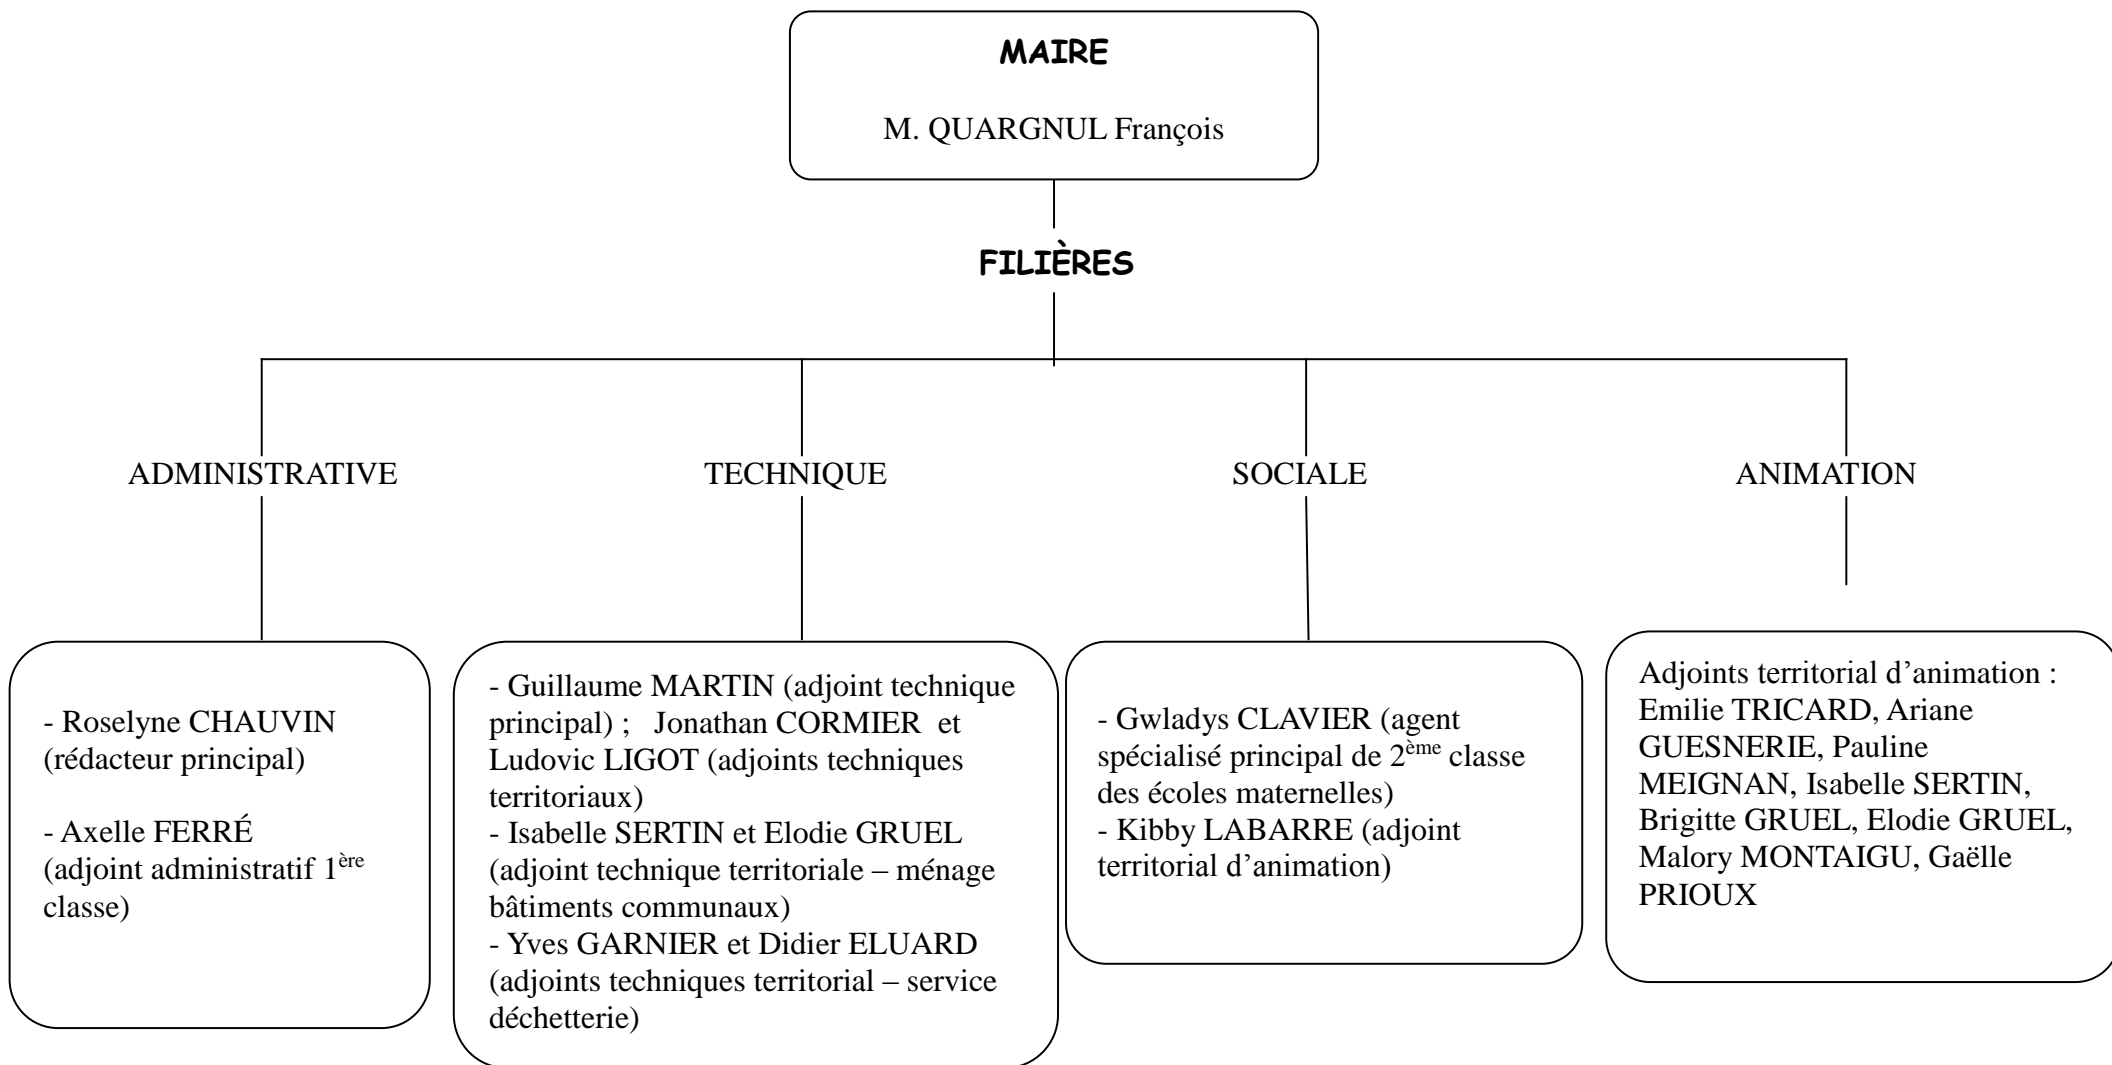 MAIRE
M. QUARGNUL François
FILIÈRES
ADMINISTRATIVE
TECHNIQUE
SOCIALE
ANIMATION
- Roselyne CHAUVIN
(rédacteur principal)
- Axelle FERRÉ
(adjoint administratif 1ère
classe)
- Guillaume MARTIN (adjoint technique
principal) ; Jonathan CORMIER et
Ludovic LIGOT (adjoints techniques
territoriaux)
- Isabelle SERTIN et Elodie GRUEL
(adjoint technique territoriale – ménage
bâtiments communaux)
- Yves GARNIER et Didier ELUARD
(adjoints techniques territorial – service
déchetterie)
- Gwladys CLAVIER (agent
spécialisé principal de 2ème classe
des écoles maternelles)
- Kibby LABARRE (adjoint
territorial d’animation)
Adjoints territorial d’animation :
Emilie TRICARD, Ariane
GUESNERIE, Pauline
MEIGNAN, Isabelle SERTIN,
Brigitte GRUEL, Elodie GRUEL,
Malory MONTAIGU, Gaëlle
PRIOUX